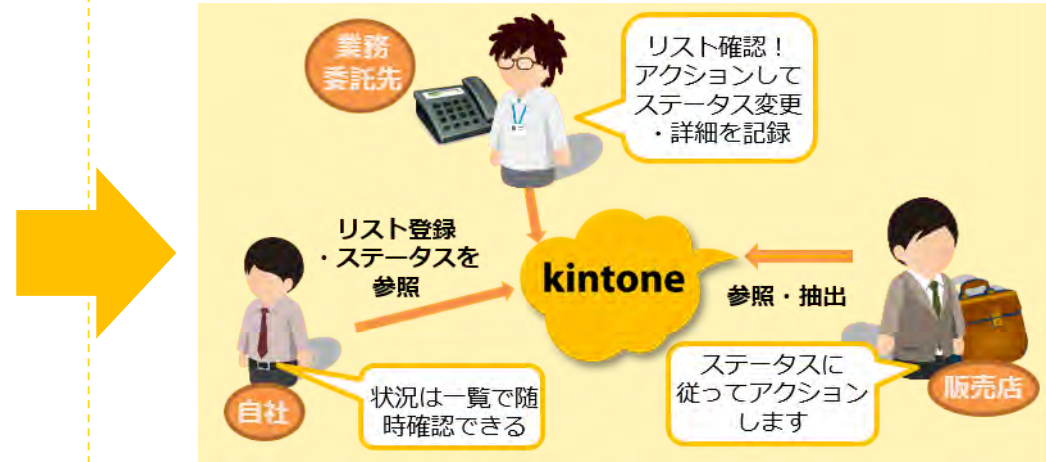 業務
委託先
リスト確認！
アクションして
ステータス変更
・詳細を記録
リスト登録
・ステータスを
参照
kintone
参照・抽出
自社
状況は一覧で随
時確認できる
ステータスに
従ってアクション
します
販売店